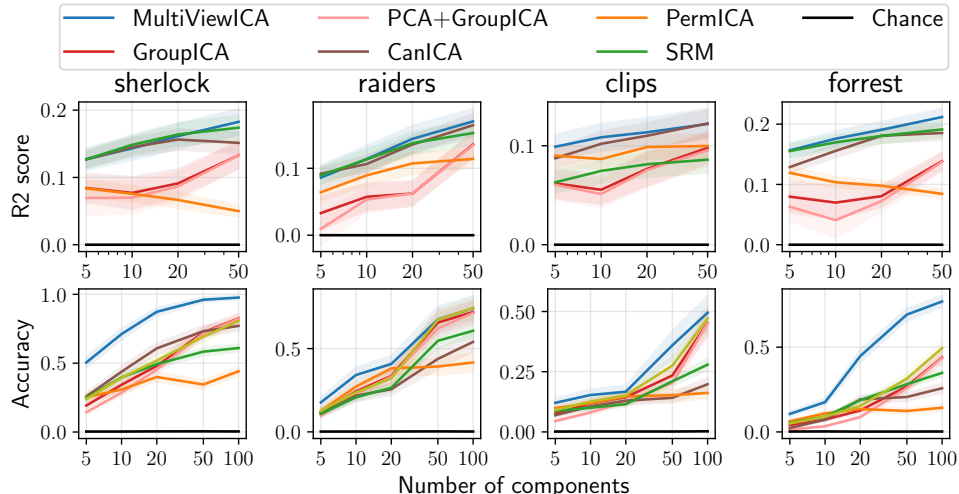 MultiViewICA PCA+GroupICA PermICA Chance
GroupICA CanICA SRM
sherlock raiders clips forrest
R2 score
0.2
0.1
0.0
5 10 20 50
0.1
0.0
5 10 20 50
0.1
0.0
5 10 20 50
0.2
0.1
0.0
5 10 20 50
Accuracy
1.0
0.5
0.0
5 10 20 50 100
0.5
0.0
5 10 20 50 100
0.50
0.25
0.00
5 10 20 50 100
0.5
0.0
5 10 20 50 100
Number of components